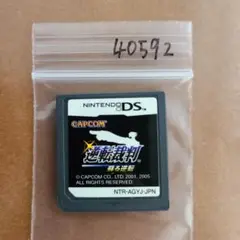 40592
NINTENDO DS
CAPCOM
逆転裁判
蘇る逆転
© CAPCOM CO., LTD. 2001, 2005
ALL RIGHTS RESERVED.
NTR-AGYJ-JPN